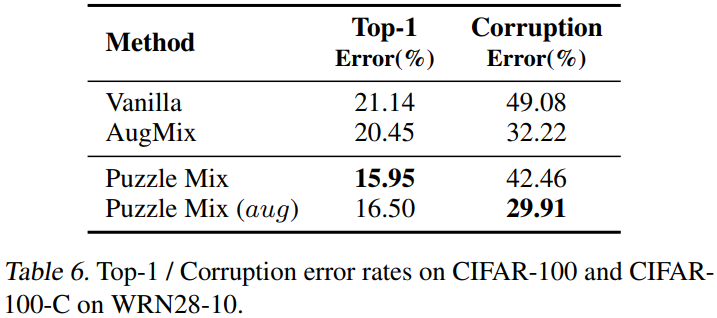 Method Top-1 Error(%) Corruption Error(%)
Vanilla 21.14 49.08
AugMix 20.45 32.22
Puzzle Mix 15.95 42.46
Puzzle Mix (aug) 16.50 29.91
Table 6. Top-1 / Corruption error rates on CIFAR-100 and CIFAR-
100-C on WRN28-10.